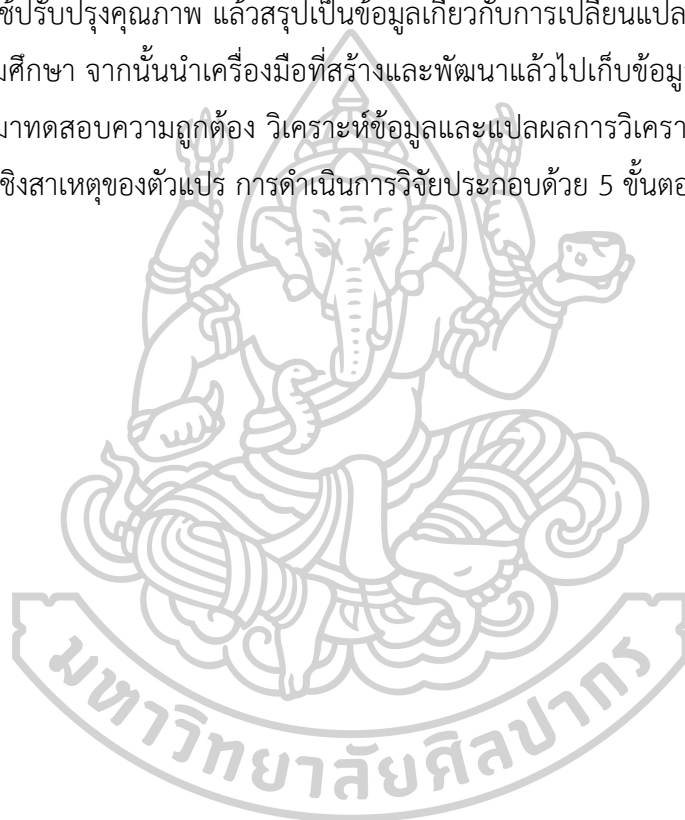 ช้ปรับปรุงคุณภาพ แล้วสรุปเป็นข้อมูลเกี่ยวกับการเปลี่ยนแปล
มศึกษา จากนั้นนำเครื่องมือที่สร้างและพัฒนาแล้วไปเก็บข้อมู
มาทดสอบความถูกต้อง วิเคราะห์ข้อมูลและแปลผลการวิเครา
ชิงสาเหตุของตัวแปร การดำเนินการวิจัยประกอบด้วย 5 ขั้นตอ
มหาวิทยาลัยศิลปากร